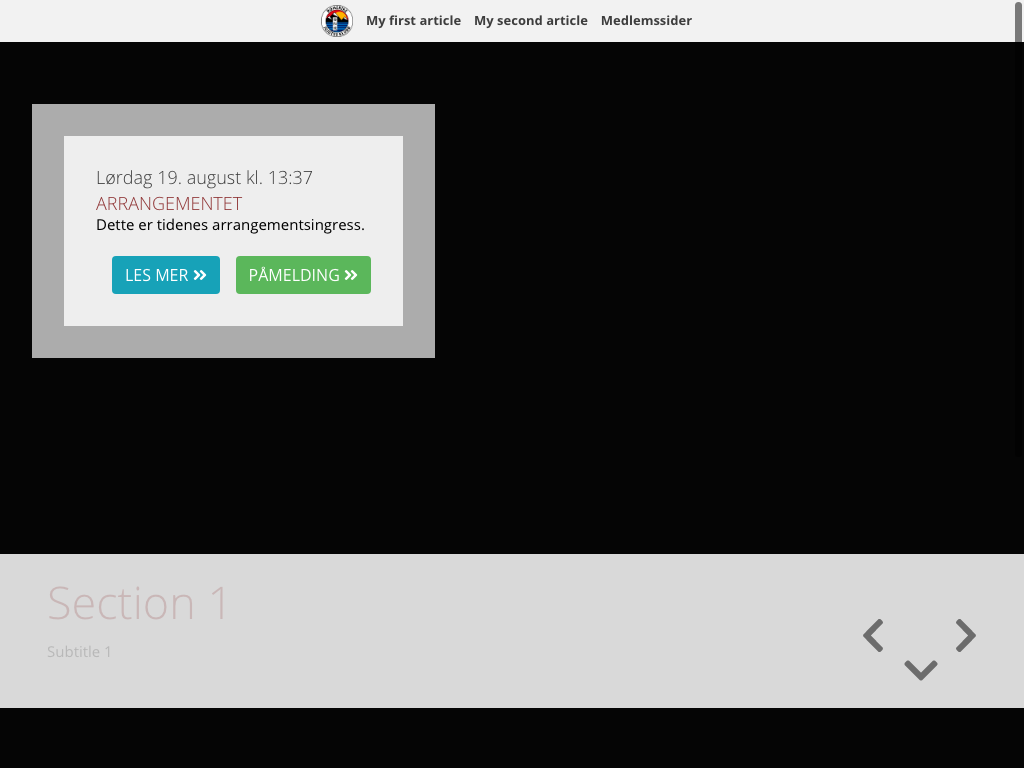 My first article My second article Medlemssider
Lørdag 19. august kl. 13:37
ARRANGEMENTET
Dette er tidenes arrangementsingress.
LES MER PÅMELDING
Section 1
Subtitle 1